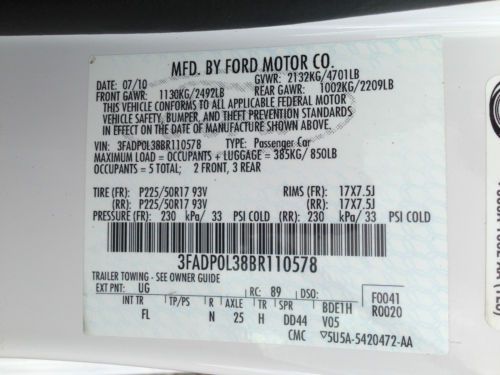 MFD. BY FORD MOTOR CO.
DATE: 07/10 GVWR: 2132KG/4701LB
FRONT GAWR: 1130KG/2492LB REAR GAWR: 1002KG/2209LB
THIS VEHICLE CONFORMS TO ALL APPLICABLE FEDERAL MOTOR
VEHICLE SAFETY, BUMPER, AND THEFT PREVENTION STANDARDS
IN EFFECT ON THE DATE OF MANUFACTURE SHOWN ABOVE.
VIN: 3FADP0L38BR110578 TYPE: Passenger Car
MAXIMUM LOAD = OCCUPANTS + LUGGAGE = 385KG/850LB
OCCUPANTS = 5 TOTAL; 2 FRONT, 3 REAR
TIRE (FR): P225/50R17 93V RIMS (FR): 17X7.5J
(RR): P225/50R17 93V (RR): 17X7.5J
PRESSURE (FR): 230 kPa/ 33 PSI COLD (RR): 230 kPa/ 33 PSI COLD
3FADP0L38BR110578
TRAILER TOWING - SEE OWNER GUIDE
EXT PNT: UG RC: 89 DSO: F0041
R0020
INT TR TP/PS R AXLE TR SPR BDETH
FL N 25 H DD44 V05
CMC ▽5U5A-5420472-AA